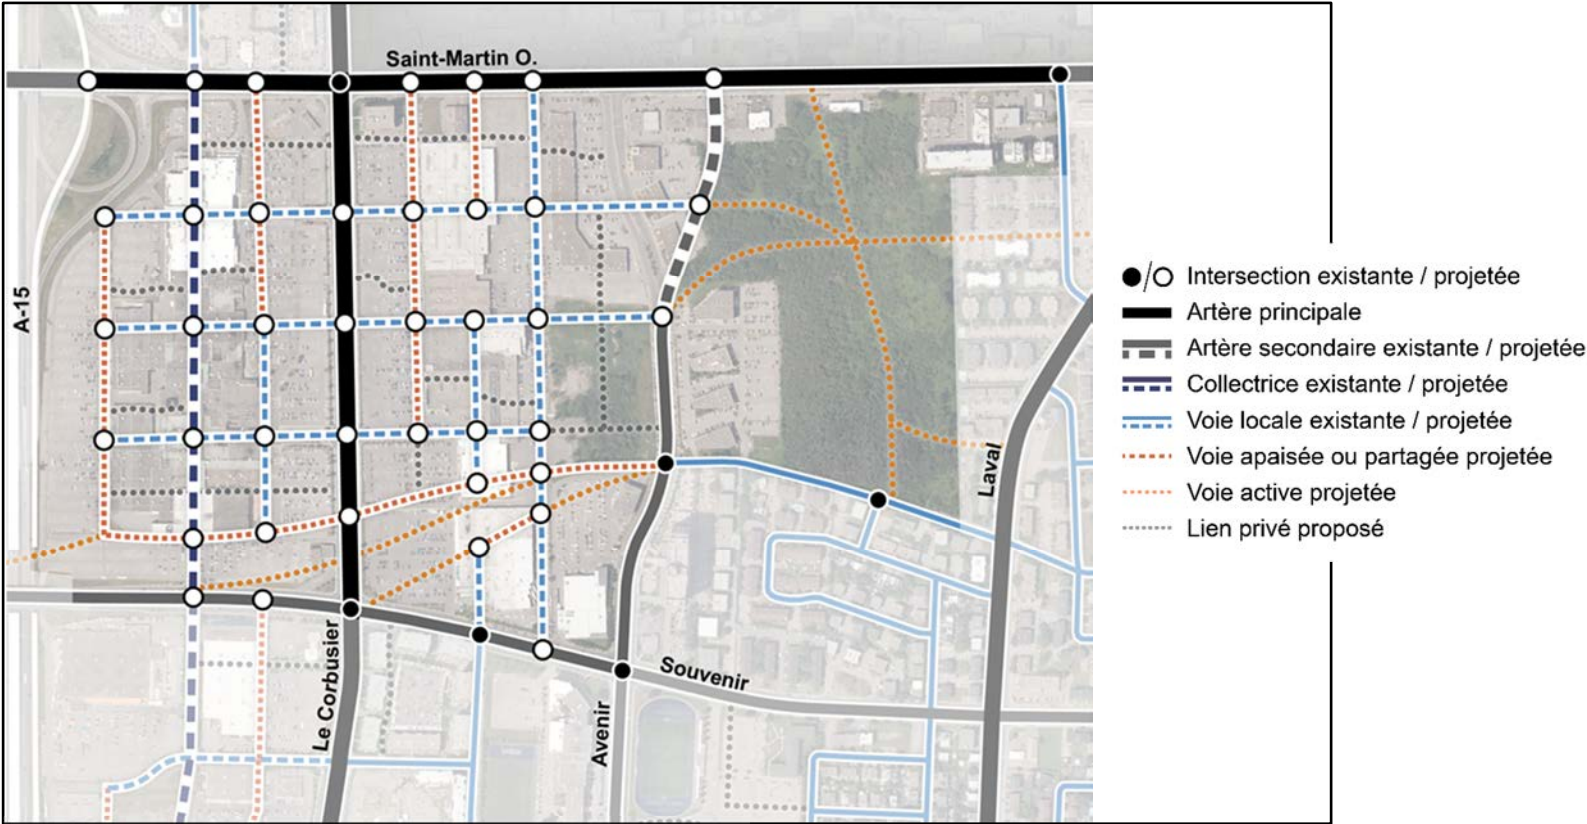 Saint-Martin O.
A-15
Laval
Le Corbusier
Avenir
Souvenir
/ Intersection existante / projetée
Artère principale
Artère secondaire existante / projetée
Collectrice existante / projetée
Voie locale existante / projetée
Voie apaisée ou partagée projetée
Voie active projetée
Lien privé proposé